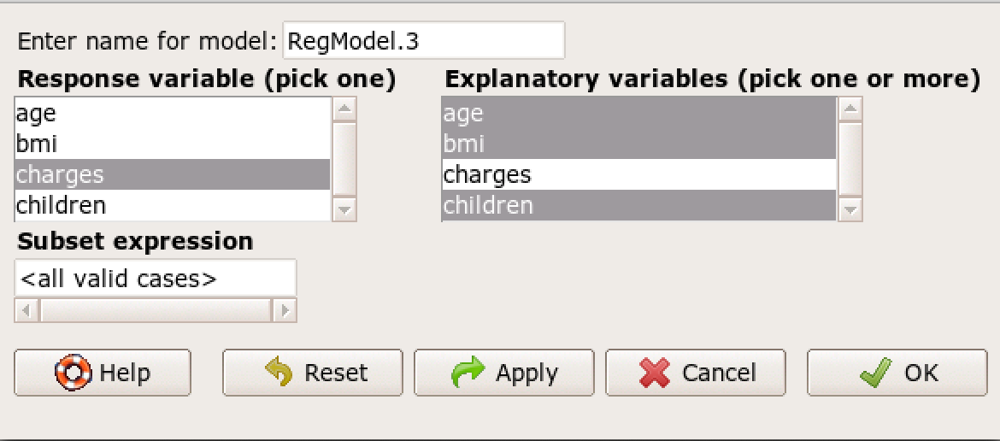 Enter name for model: RegModel.3
Response variable (pick one) Explanatory variables (pick one or more)
age age
bmi bmi
charges charges
children children
Subset expression
<all valid cases>
Help Reset Apply Cancel OK